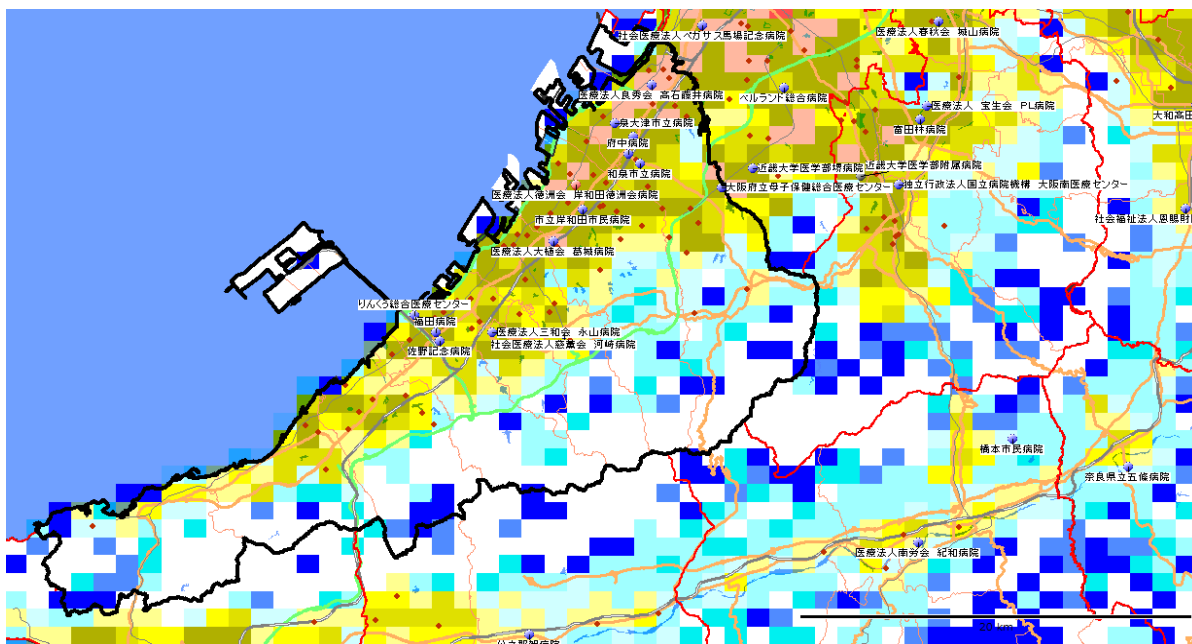 社会医療法人ペガサス馬場記念病院
医療法人春秋会 城山病院
医療法人良秀会 高石藤井病院
ベルランド総合病院
医療法人 宝生会 PL病院
大和高田
泉大津市立病院
富田林病院
府中病院
和泉市立病院
近畿大学医学部堺病院
近畿大学医学部附属病院
医療法人徳洲会 岸和田徳洲会病院
大阪府立母子保健総合医療センター
独立行政法人国立病院機構 大阪南医療センター
市立岸和田市民病院
社会福祉法人恩賜財団
医療法人大植会 葛城病院
りんくう総合医療センター
福田病院
医療法人三和会 永山病院
佐野記念病院
社会医療法人慈薫会 河崎病院
橋本市民病院
奈良県立五條病院
医療法人南労会 紀和病院
20 km